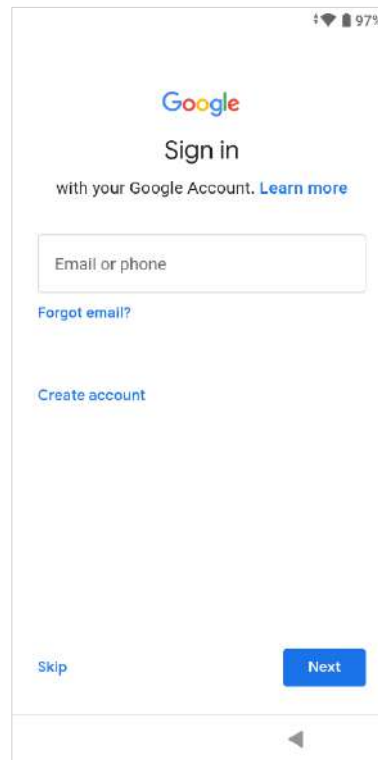 97%
Google
Sign in
with your Google Account. Learn more
Email or phone
Forgot email?
Create account
Skip
Next